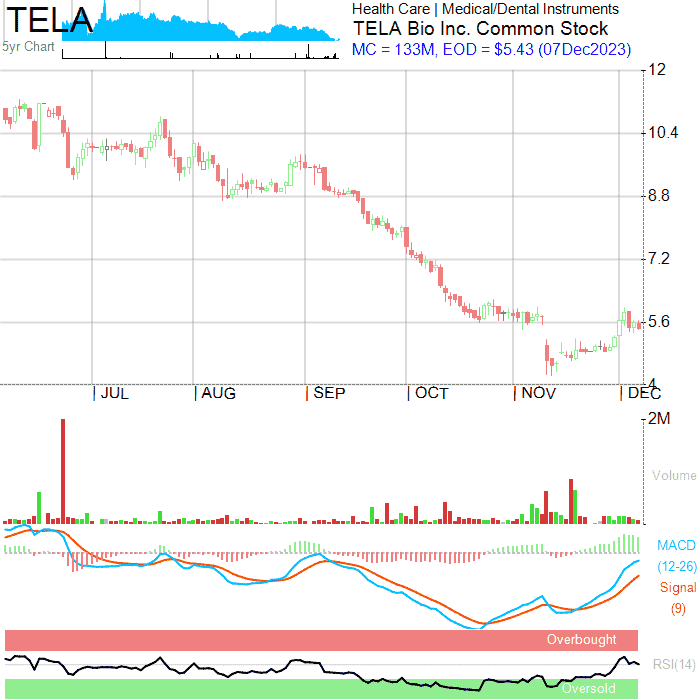 TELA
5yr Chart
Health Care | Medical/Dental Instruments
TELA Bio Inc. Common Stock
MC = 133M, EOD = $5.43 (07Dec2023)
12
10.4
8.8
7.2
5.6
4
JUL
AUG
SEP
OCT
NOV
DEC
2M
Volume
MACD
(12-26)
Signal
(9)
Overbought
RSI(14)
Oversold